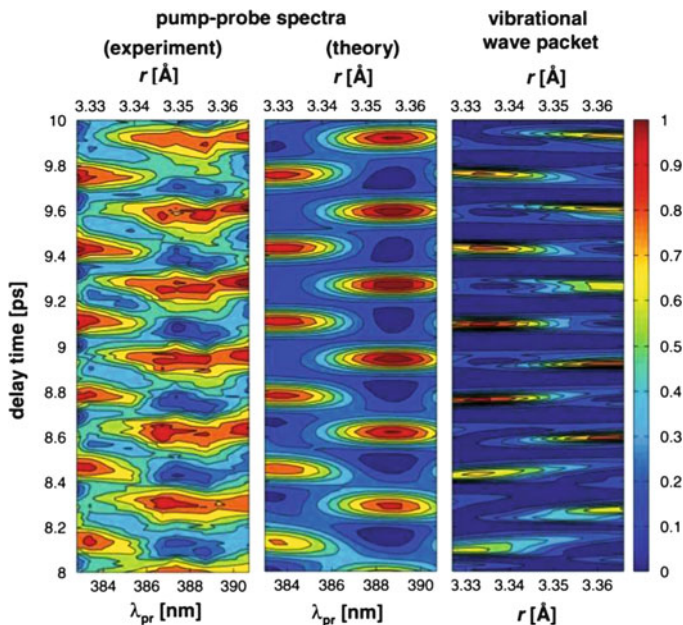 pump-probe spectra
vibrational
wave packet
(experiment) (theory)
r [Å] r [Å] r [Å]
3.33 3.34 3.35 3.36 3.33 3.34 3.35 3.36 3.33 3.34 3.35 3.36
10 1
9.8 0.9
9.6 0.8
9.4 0.7
9.2 0.6
9 0.5
8.8 0.4
8.6 0.3
8.4 0.2
8.2 0.1
8 0
delay time [ps]
384 386 388 390 384 386 388 390 3.33 3.34 3.35 3.36
λpr [nm] λpr [nm] r [Å]